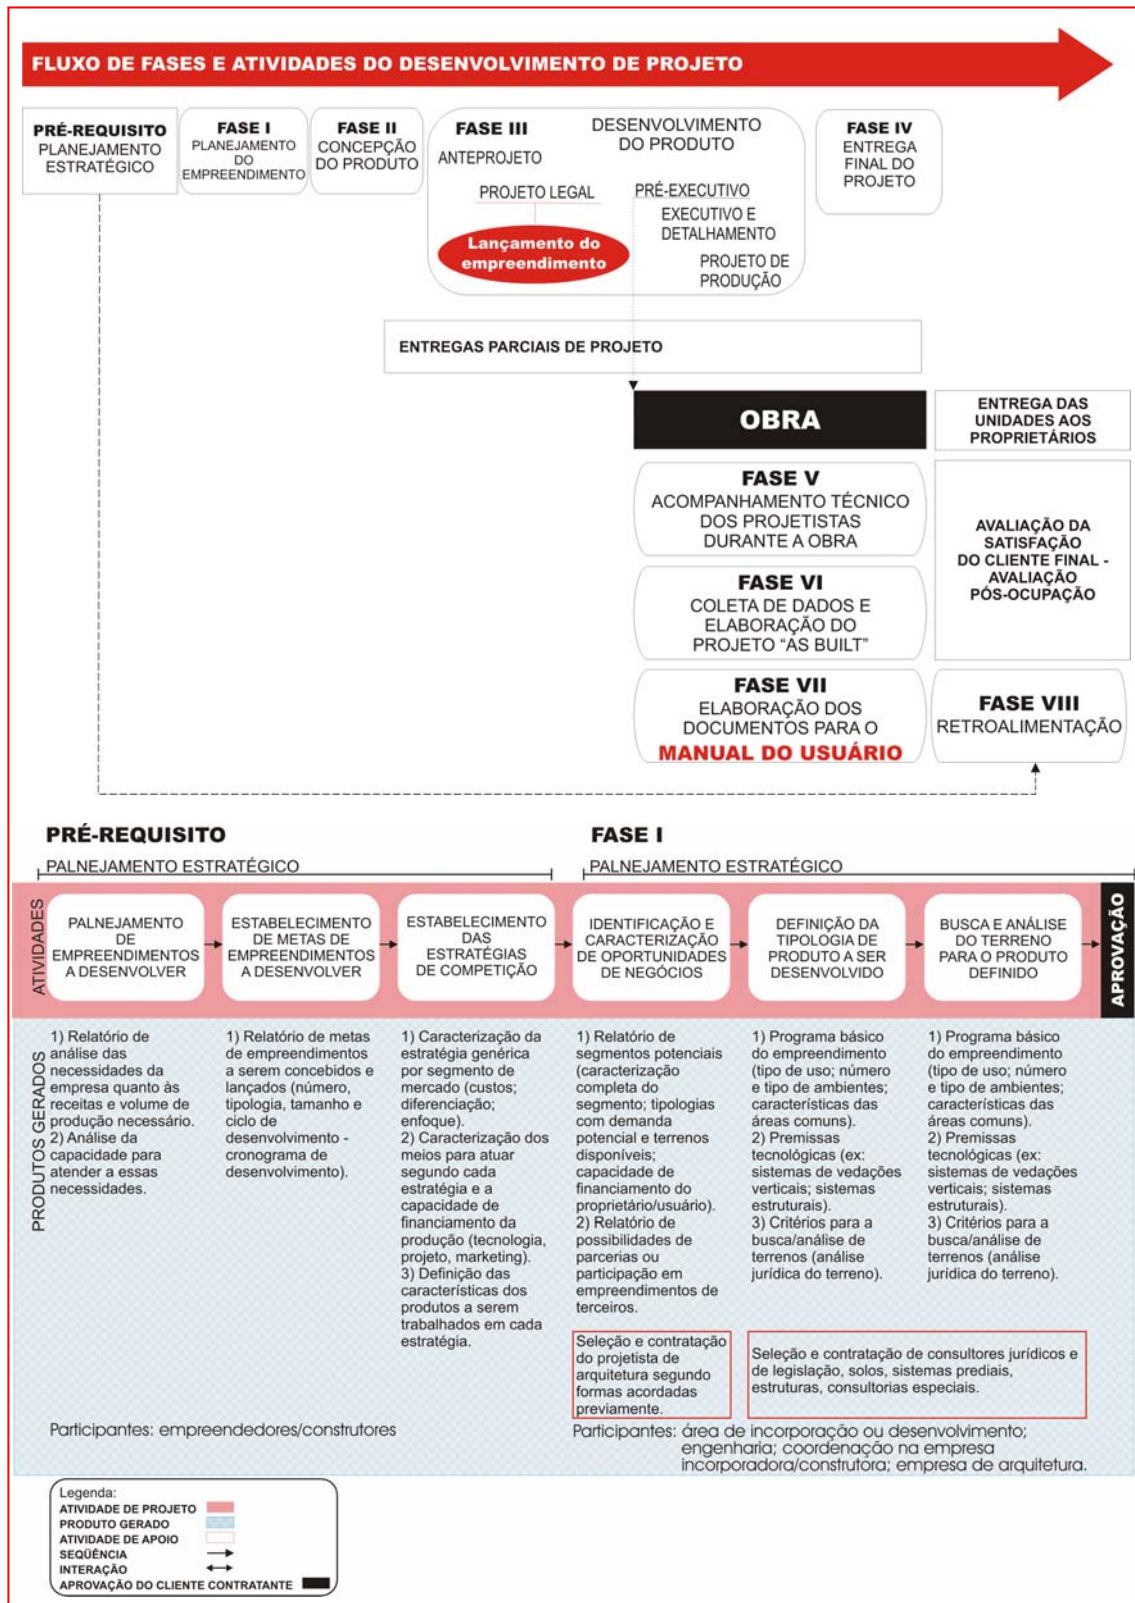 FLUXO DE FASES E ATIVIDADES DO DESENVOLVIMENTO DE PROJETO
PRÉ-REQUISITO
PLANEJAMENTO
ESTRATÉGICO
FASE I
PLANEJAMENTO
DO
EMPREENDIMENTO
FASE II
CONCEPÇÃO
DO PRODUTO
FASE III
ANTEPROJETO
PROJETO LEGAL
Lançamento do
empreendimento
DESENVOLVIMENTO
DO PRODUTO
PRÉ-EXECUTIVO
EXECUTIVO E
DETALHAMENTO
PROJETO DE
PRODUÇÃO
FASE IV
ENTREGA
FINAL DO
PROJETO
ENTREGAS PARCIAIS DE PROJETO
OBRA
ENTREGA DAS
UNIDADES AOS
PROPRIETÁRIOS
FASE V
ACOMPANHAMENTO TÉCNICO
DOS PROJETISTAS
DURANTE A OBRA
AVALIAÇÃO DA
SATISFAÇÃO
DO CLIENTE FINAL -
AVALIAÇÃO
PÓS-OCUPAÇÃO
FASE VI
COLETA DE DADOS E
ELABORAÇÃO DO
PROJETO “AS BUILT”
FASE VII
ELABORAÇÃO DOS
DOCUMENTOS PARA O
MANUAL DO USUÁRIO
FASE VIII
RETROALIMENTAÇÃO
PRÉ-REQUISITO
PALNEJAMENTO ESTRATÉGICO
FASE I
PALNEJAMENTO ESTRATÉGICO
ATIVIDADES
PALNEJAMENTO
DE
EMPREENDIMENTOS
A DESENVOLVER
ESTABELECIMENTO
DE METAS DE
EMPREENDIMENTOS
A DESENVOLVER
ESTABELECIMENTO
DAS
ESTRATÉGIAS
DE COMPETIÇÃO
IDENTIFICAÇÃO E
CARACTERIZAÇÃO
DE OPORTUNIDADES
DE NEGÓCIOS
DEFINIÇÃO DA
TIPOLOGIA DE
PRODUTO A SER
DESENVOLVIDO
BUSCA E ANÁLISE
DO TERRENO
PARA O PRODUTO
DEFINIDO
APROVAÇÃO
PRODUTOS GERADOS
1) Relatório de
análise das
necessidades da
empresa quanto às
receitas e volume de
produção necessário.
2) Análise da
capacidade para
atender a essas
necessidades.
1) Relatório de metas
de empreendimentos
a serem concebidos e
lançados (número,
tipologia, tamanho e
ciclo de
desenvolvimento -
cronograma de
desenvolvimento).
1) Caracterização da
estratégia genérica
por segmento de
mercado (custos;
diferenciação;
enfoque).
2) Caracterização dos
meios para atuar
segundo cada
estratégia e a
capacidade de
financiamento da
produção (tecnologia,
projeto, marketing).
3) Definição das
características dos
produtos a serem
trabalhados em cada
estratégia.
1) Relatório de
segmentos potenciais
(caracterização
completa do
segmento; tipologias
com demanda
potencial e terrenos
disponíveis;
capacidade de
financiamento do
proprietário/usuário).
2) Relatório de
possibilidades de
parcerias ou
participação em
empreendimentos de
terceiros.
1) Programa básico
do empreendimento
(tipo de uso; número
e tipo de ambientes;
características das
áreas comuns).
2) Premissas
tecnológicas (ex:
sistemas de vedações
verticais; sistemas
estruturais).
3) Critérios para a
busca/análise de
terrenos (análise
jurídica do terreno).
1) Programa básico
do empreendimento
(tipo de uso; número
e tipo de ambientes;
características das
áreas comuns).
2) Premissas
tecnológicas (ex:
sistemas de vedações
verticais; sistemas
estruturais).
3) Critérios para a
busca/análise de
terrenos (análise
jurídica do terreno).
Seleção e contratação
do projetista de
arquitetura segundo
formas acordadas
previamente.
Seleção e contratação de consultores jurídicos e
de legislação, solos, sistemas prediais,
estruturas, consultorias especiais.
Participantes: empreendedores/construtores
Participantes: área de incorporação ou desenvolvimento;
engenharia; coordenação na empresa
incorporadora/construtora; empresa de arquitetura.
Legenda:
ATIVIDADE DE PROJETO
PRODUTO GERADO
ATIVIDADE DE APOIO
SEQÜÊNCIA
INTERAÇÃO
APROVAÇÃO DO CLIENTE CONTRATANTE